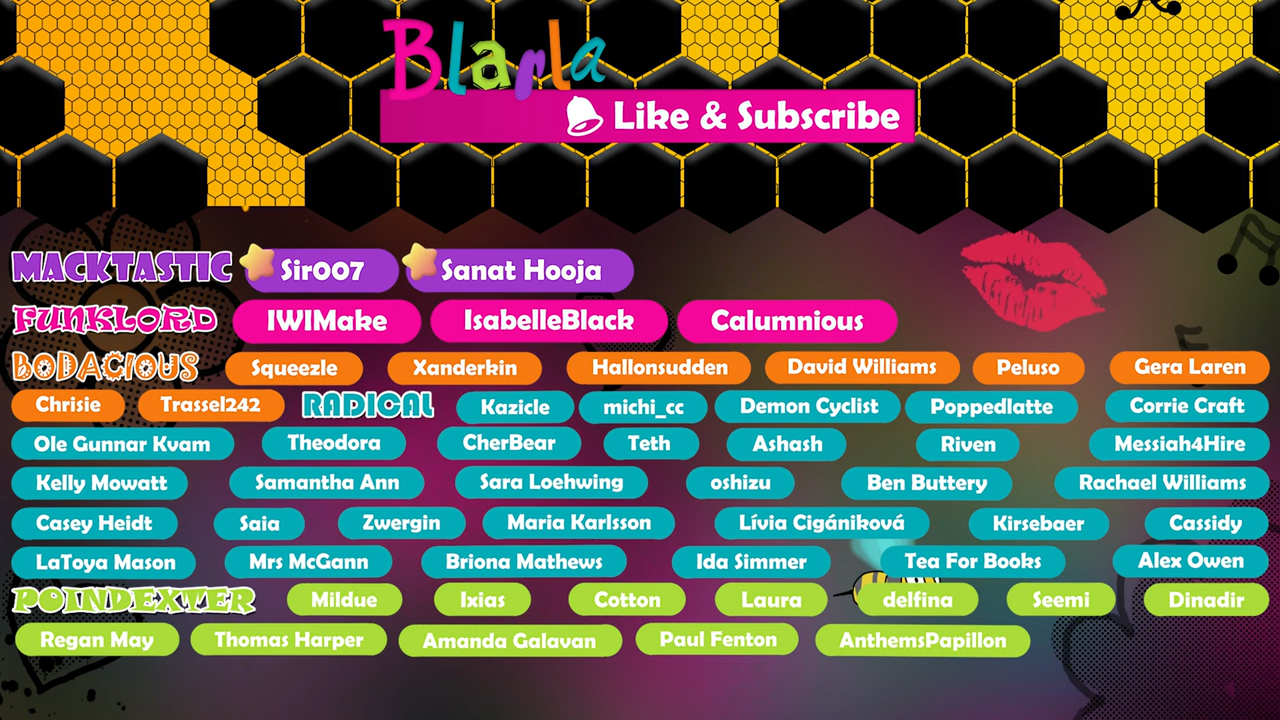 Blarla
Like & Subscribe
MACKTASTIC Sir007 Sanat Hooja
FUNKLORD IWIMake IsabelleBlack Calumnious
BODACIOUS Squeezle Xanderkin Hallonsudden David Williams Peluso Gera Laren
Chrisie Trassel242 RADICAL Kazicle michi_cc Demon Cyclist Poppedlatte Corrie Craft
Ole Gunnar Kvam Theodora CherBear Teth Ashash Riven Messiah4Hire
Kelly Mowatt Samantha Ann Sara Loehwing oshizu Ben Buttery Rachael Williams
Casey Heidt Saia Zwergin Maria Karlsson Lívia Cigániková Kirsebaer Cassidy
LaToya Mason Mrs McGann Briona Mathews Ida Simmer Tea For Books Alex Owen
POINDEXTER Mildue Ixias Cotton Laura delfina Seemi Dinadir
Regan May Thomas Harper Amanda Galavan Paul Fenton AnthemsPapillon